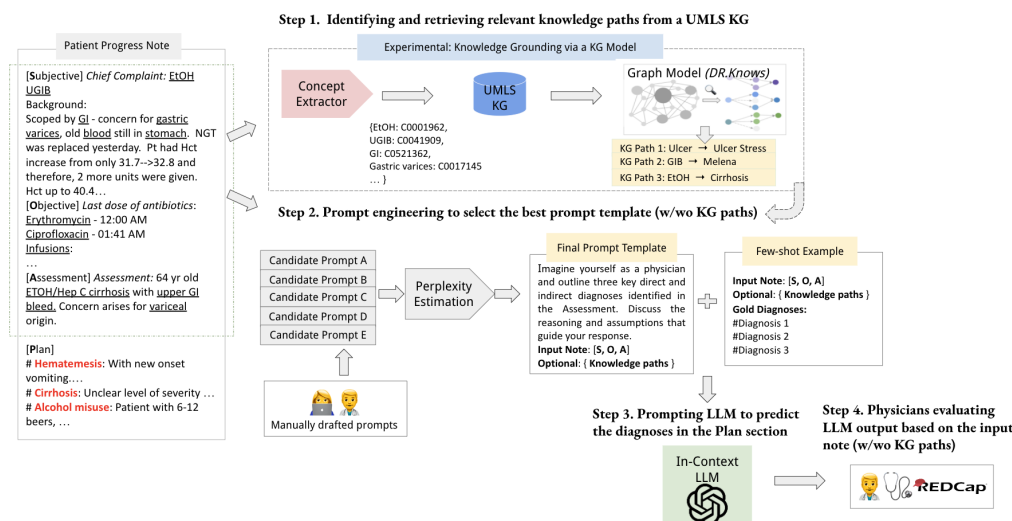 Step 1. Identifying and retrieving relevant knowledge paths from a UMLS KG
Patient Progress Note
[Subjective] Chief Complaint: EtOH
UGIB
Background:
Scoped by GI - concern for gastric
varices, old blood still in stomach. NGT
was replaced yesterday. Pt had Hct
increase from only 31.7-->32.8 and
therefore, 2 more units were given.
Hct up to 40.4...
[Objective] Last dose of antibiotics:
Erythromycin - 12:00 AM
Ciprofloxacin - 01:41 AM
Infusions:
...
[Assessment] Assessment: 64 yr old
ETOH/Hep C cirrhosis with upper GI
bleed. Concern arises for variceal
origin.
[Plan]
# Hematemesis: With new onset
vomiting....
# Cirrhosis: Unclear level of severity ...
# Alcohol misuse: Patient with 6-12
beers, ...
Experimental: Knowledge Grounding via a KG Model
Concept
Extractor
{EtOH: C0001962,
{UGIB: C0041909,
GI: C0521362,
Gastric varices: C0017145
... }
UMLS
KG
Graph Model (DR.Knows)
KG Path 1: Ulcer → Ulcer Stress
KG Path 2: GIB → Melena
KG Path 3: EtOH → Cirrhosis
Step 2. Prompt engineering to select the best prompt template (w/wo KG paths)
Candidate Prompt A
Candidate Prompt B
Candidate Prompt C
Candidate Prompt D
Candidate Prompt E
Manually drafted prompts
Perplexity
Estimation
Final Prompt Template
Imagine yourself as a physician
and outline three key direct and
indirect diagnoses identified in
the Assessment. Discuss the
reasoning and assumptions that
guide your response.
Input Note: [S, O, A]
Optional: { Knowledge paths }
Few-shot Example
Input Note: [S, O, A]
Optional: { Knowledge paths }
Gold Diagnoses:
#Diagnosis 1
#Diagnosis 2
#Diagnosis 3
Step 3. Prompting LLM to predict
the diagnoses in the Plan section
In-Context
LLM
Step 4. Physicians evaluating
LLM output based on the input
note (w/wo KG paths)
REDCap